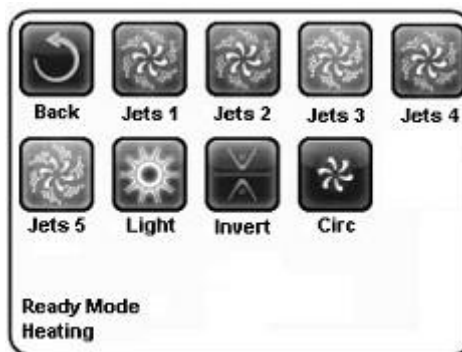 Back Jets 1 Jets 2 Jets 3 Jets 4
Jets 5 Light Invert Circ
Ready Mode
Heating